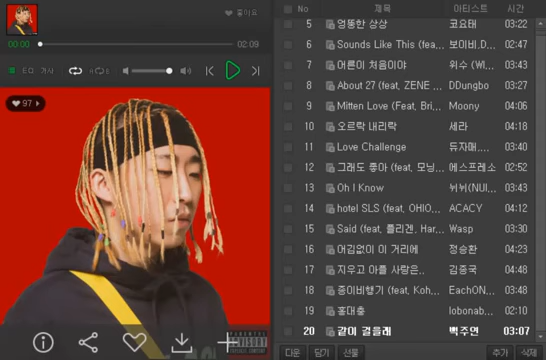 좋아요
00:00
02:09
EQ 가사
97
PARENTAL
ADVISORY
EXPLICIT CONTENT
No 제목 아티스트 시간
5 엉뚱한 상상 코요태 03:22
6 Sounds Like This (fea... 보이비,D... 02:47
7 어른이 처음이야 위수 (WI... 03:43
8 About 27 (feat, ZENE ... DDungbo 03:27
9 Mitten Love (Feat, Bri... Moony 04:06
10 오르락 내리락 세라 04:18
11 Love Challenge 듀자매,... 03:40
12 그래도 좋아 (feat, 모닝... 에스프레소 02:52
13 Oh I Know 뉘뉘(NUI... 03:43
14 hotel SLS (feat, OHIO... ACACY 04:12
15 Said (feat, 플리겐, Har... Wasp 03:30
16 어김없이 이 거리에 정승환 04:23
17 지우고 아플 사랑은.. 김종국 04:48
18 종이비행기 (feat, Koh... EachON... 03:48
19 홍대출 lobonab... 02:10
20 같이 걸을래 백주연 03:07
다운 담기 선물 추가 삭제